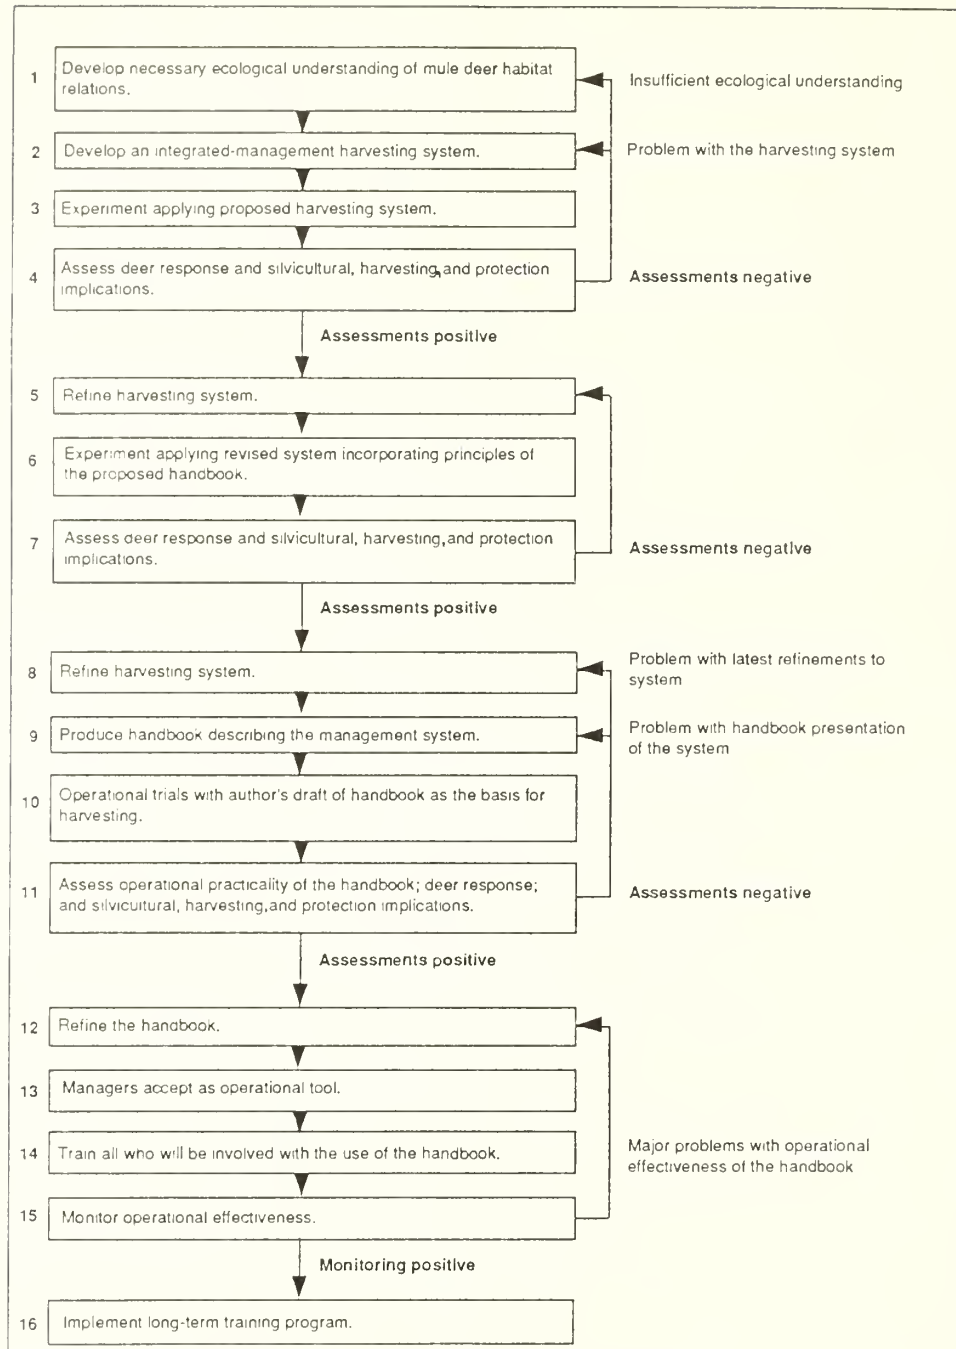 1 Develop necessary ecological understanding of mule deer habitat
relations.
Insufficient ecological understanding
2 Develop an integrated-management harvesting system.
Problem with the harvesting system
3 Experiment applying proposed harvesting system.
4 Assess deer response and silvicultural, harvesting, and protection
implications.
Assessments negative
Assessments positive
5 Refine harvesting system.
6 Experiment applying revised system incorporating principles of
the proposed handbook.
7 Assess deer response and silvicultural, harvesting, and protection
implications.
Assessments negative
Assessments positive
8 Refine harvesting system.
Problem with latest refinements to
system
9 Produce handbook describing the management system.
Problem with handbook presentation
of the system
10 Operational trials with author's draft of handbook as the basis for
harvesting.
11 Assess operational practicality of the handbook; deer response;
and silvicultural, harvesting, and protection implications.
Assessments negative
Assessments positive
12 Refine the handbook.
13 Managers accept as operational tool.
14 Train all who will be involved with the use of the handbook.
Major problems with operational
effectiveness of the handbook
15 Monitor operational effectiveness.
Monitoring positive
16 Implement long-term training program.